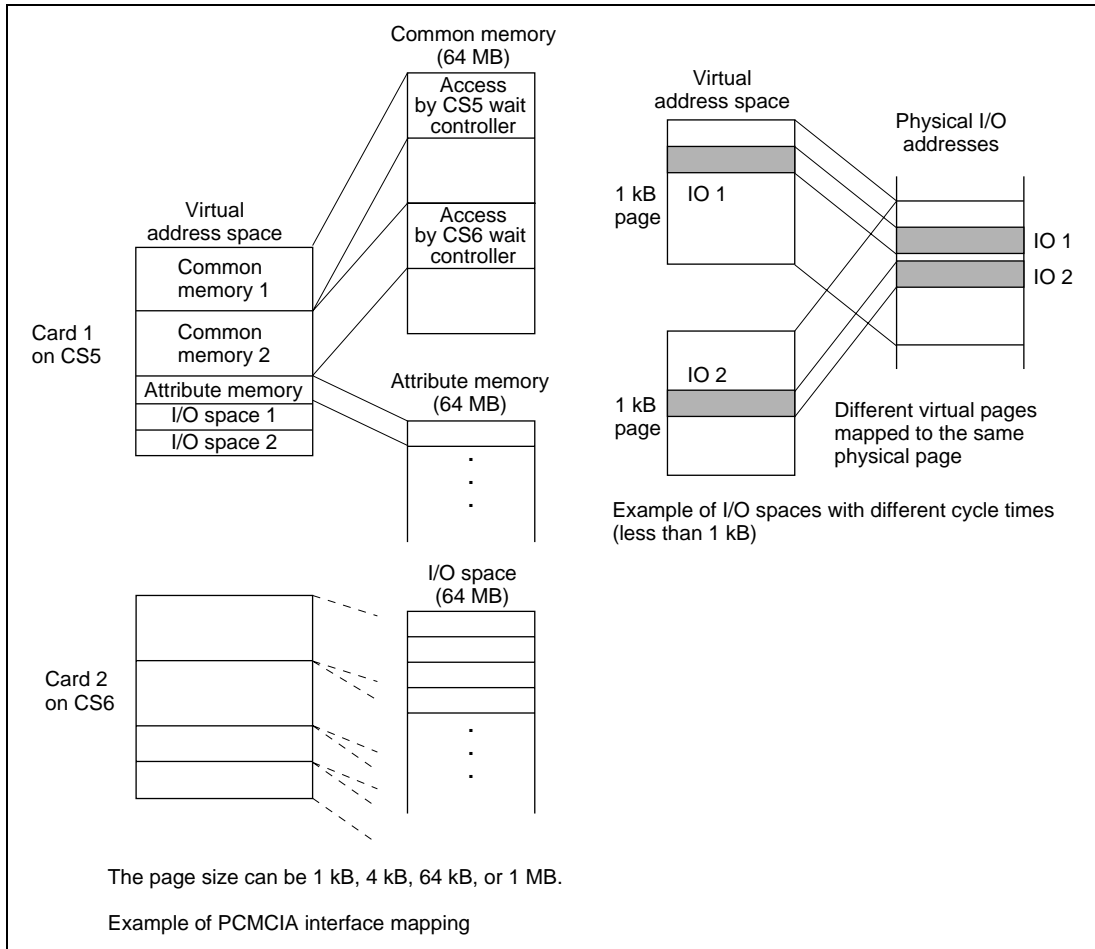 Common memory
(64 MB)
Access
by CS5 wait
controller
Access
by CS6 wait
controller
Virtual
address space
Common
memory 1
Common
memory 2
Attribute memory
I/O space 1
I/O space 2
Card 1
on CS5
Attribute memory
(64 MB)
I/O space
(64 MB)
Card 2
on CS6
Virtual
address space
Physical I/O
addresses
1 kB
page
IO 1
IO 1
IO 2
IO 2
1 kB
page
Different virtual pages
mapped to the same
physical page
Example of I/O spaces with different cycle times
(less than 1 kB)
The page size can be 1 kB, 4 kB, 64 kB, or 1 MB.
Example of PCMCIA interface mapping